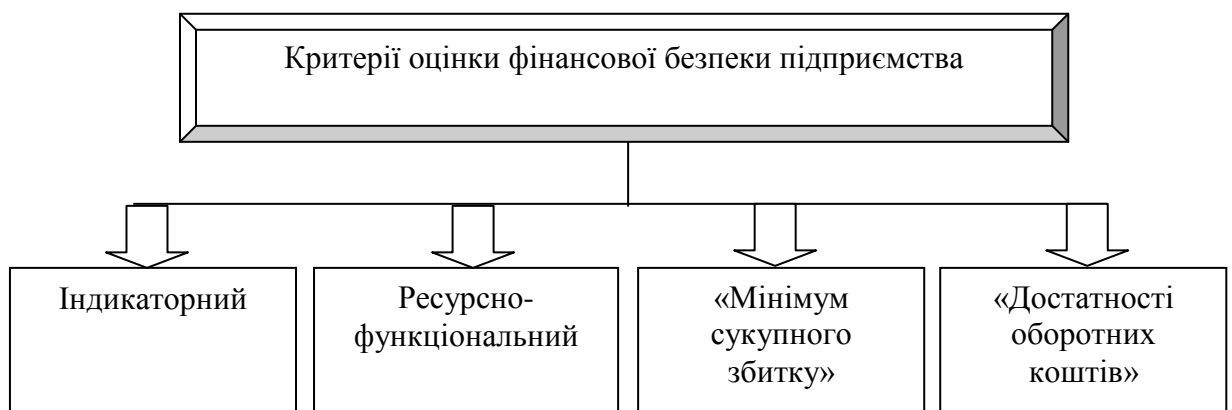 Критерії оцінки фінансової безпеки підприємства
Індикаторний
Ресурсно-
функціональний
«Мінімум
сукупного
збитку»
«Достатності
оборотних
коштів»